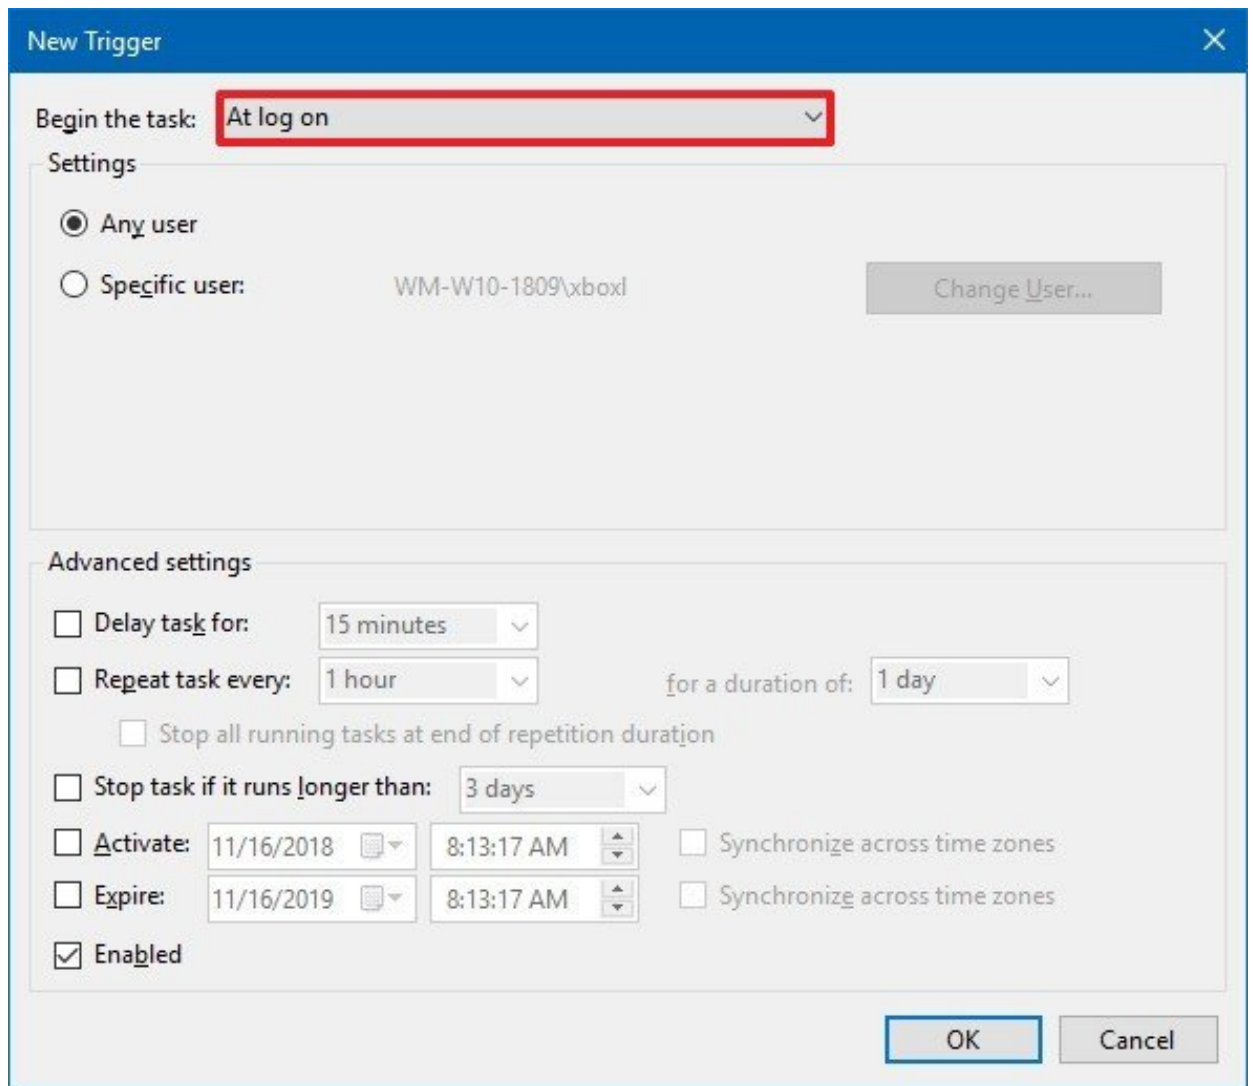 New Trigger
Begin the task: At log on
Settings
Any user
Specific user: WM-W10-1809\xboxl Change User...
Advanced settings
Delay task for: 15 minutes
Repeat task every: 1 hour for a duration of: 1 day
Stop all running tasks at end of repetition duration
Stop task if it runs longer than: 3 days
Activate: 11/16/2018 8:13:17 AM Synchronize across time zones
Expire: 11/16/2019 8:13:17 AM Synchronize across time zones
Enabled
OK Cancel